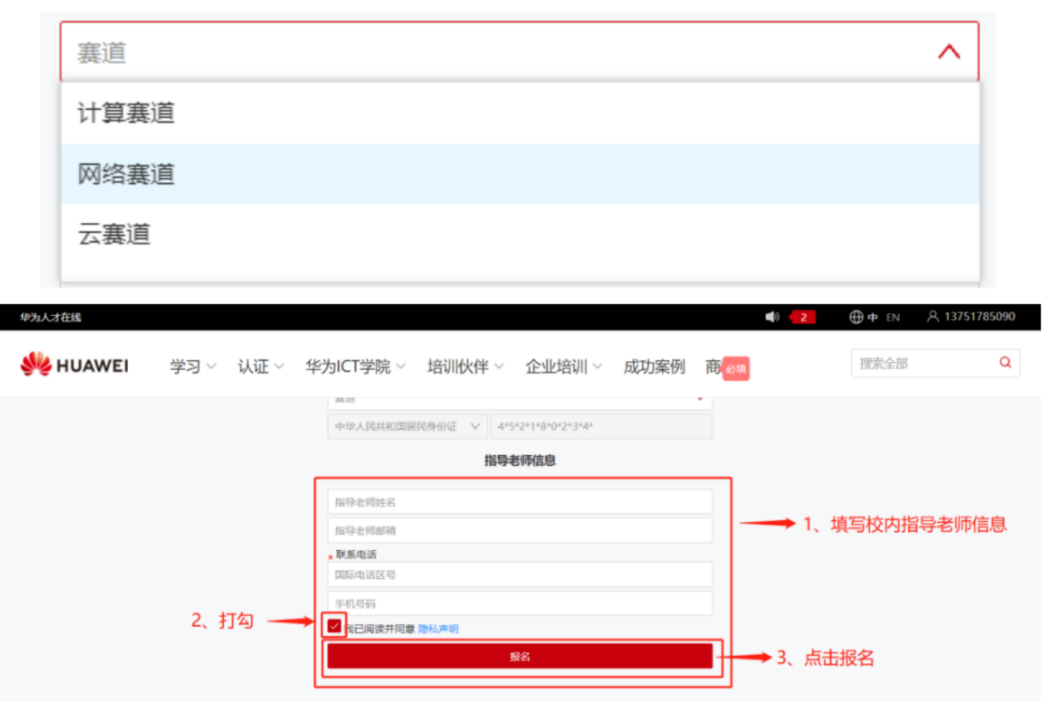 赛道
计算赛道
网络赛道
云赛道
华为人才在线
2
中 EN
13751785090
HUAWEI
学习 认证 华为ICT学院 培训伙伴 企业培训 成功案例 商
必填
搜索全部
赛道
中华人民共和国居民身份证
4*5*2*1*8*0*2*3*4*
指导老师信息
指导老师姓名
1、填写校内指导老师信息
指导老师邮箱
*联系电话
国际电话区号
手机号码
2、打勾
我已阅读并同意 隐私声明
报名
3、点击报名